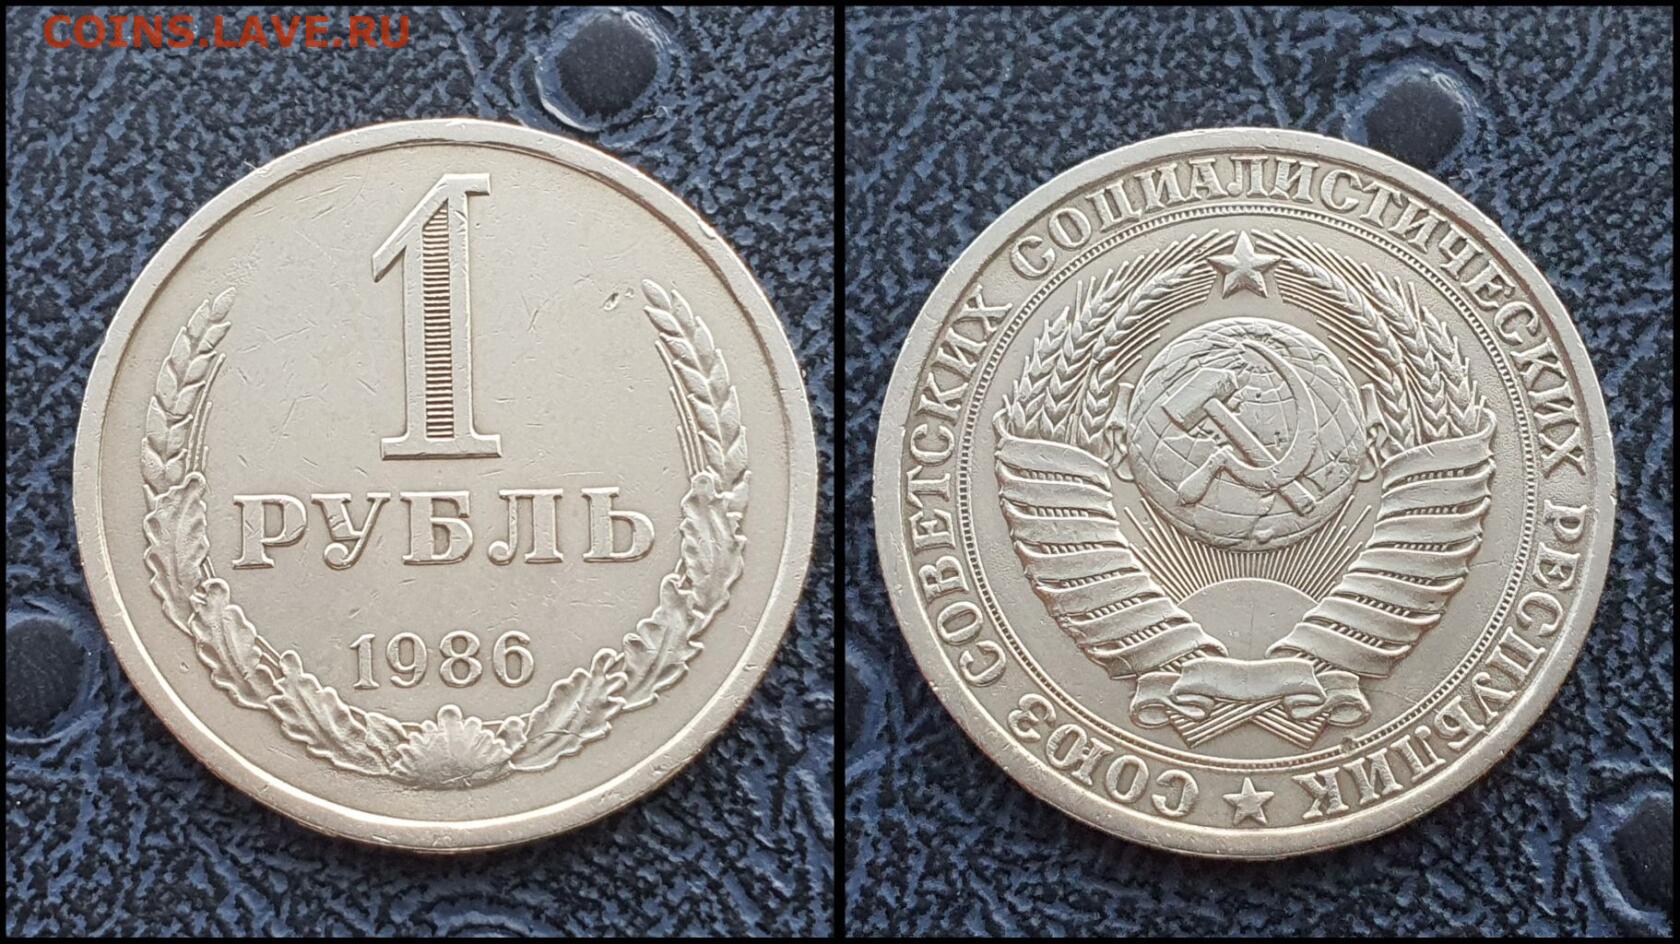 COINS.LAVE.RU
1
РУБЛЬ
1986
СОЮЗ СОВЕТСКИХ СОЦИАЛИСТИЧЕСКИХ РЕСПУБЛИК